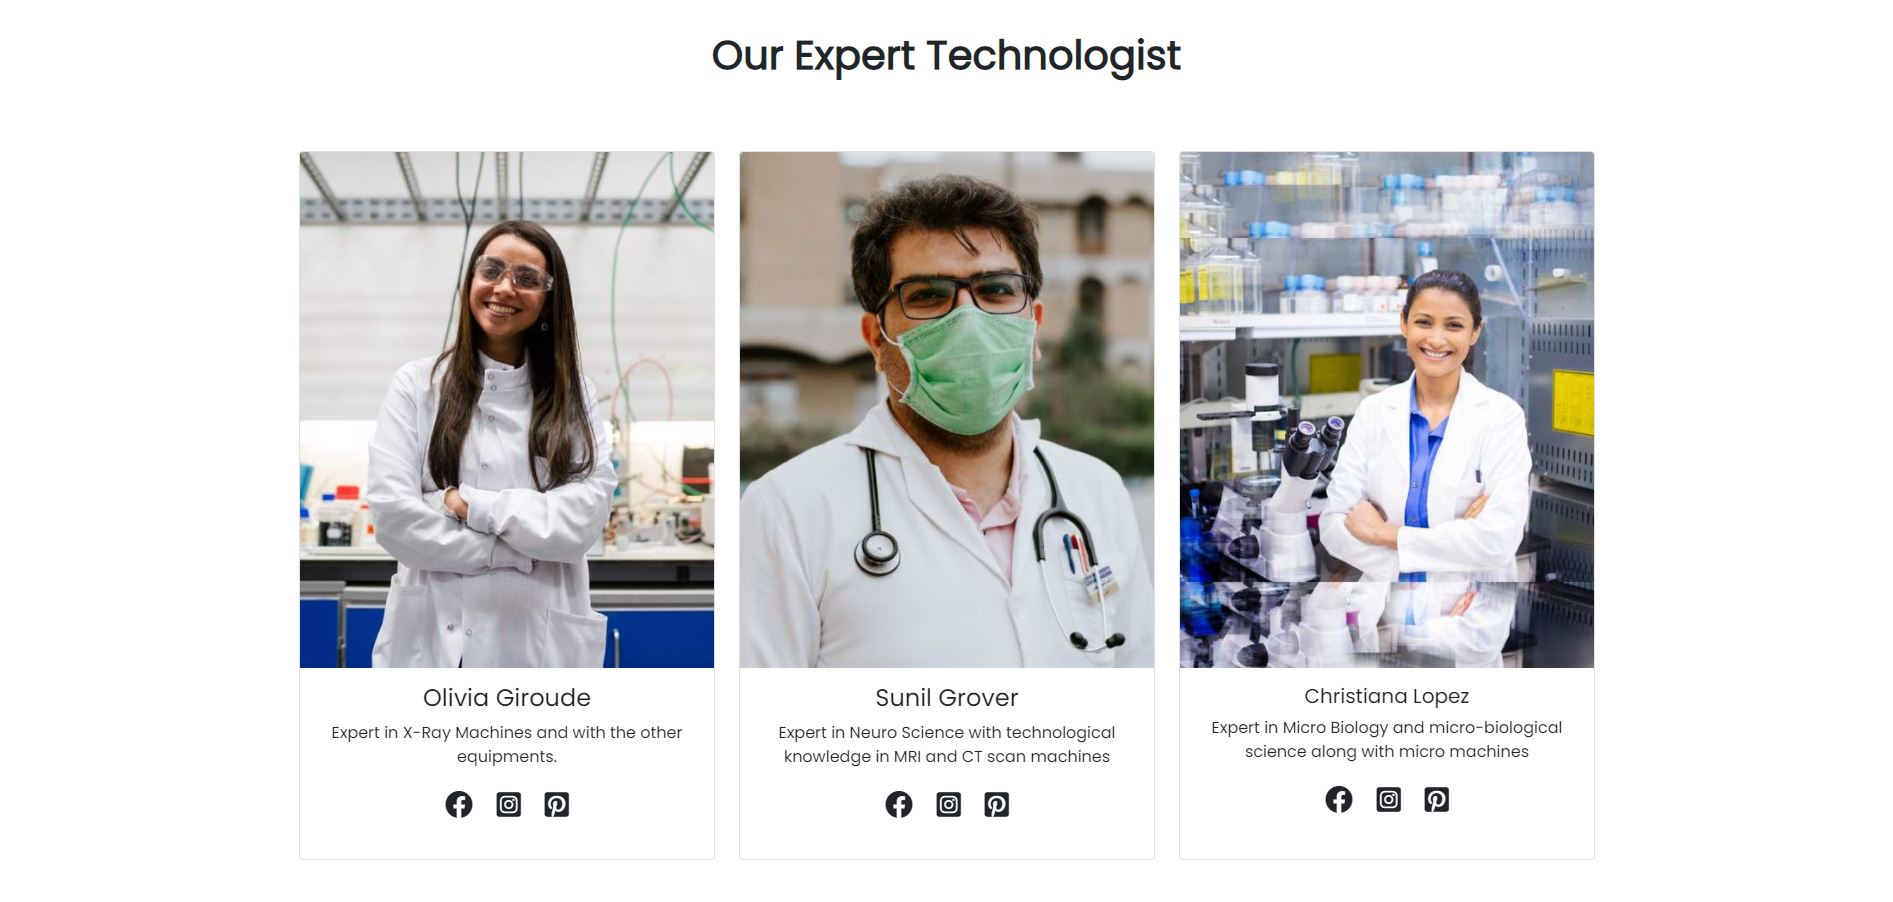 Our Expert Technologist
Olivia Giroude
Expert in X-Ray Machines and with the other
equipments.
Sunil Grover
Expert in Neuro Science with technological
knowledge in MRI and CT scan machines
Christiana Lopez
Expert in Micro Biology and micro-biological
science along with micro machines